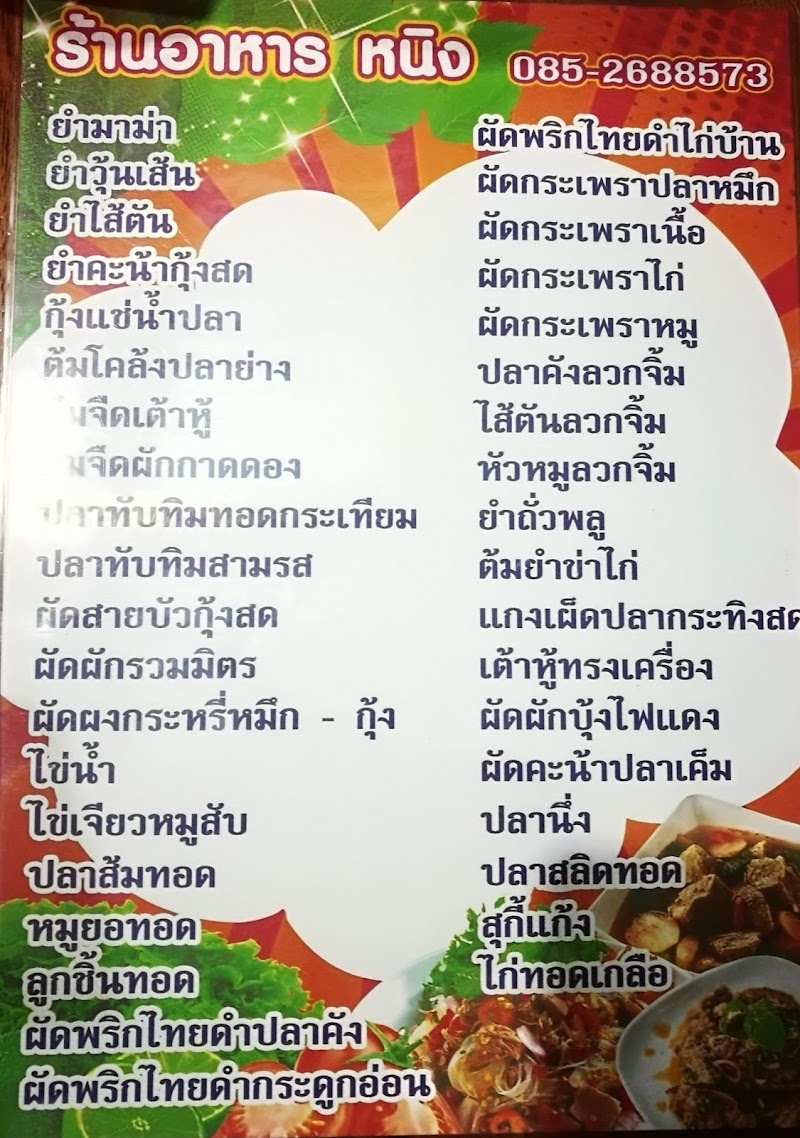 ร้านอาหาร หนิง 085-2688573
ยำมาม่า
ยำวุ้นเส้น
ยำไส้ตัน
ยำคะน้ากุ้งสด
กุ้งแช่น้ำปลา
ต้มโคล้งปลาย่าง
จืดเต้าหู้
จืดผักกาดดอง
ปลาทับทิมทอดกระเทียม
ปลาทับทิมสามรส
ผัดสายบัวกุ้งสด
ผัดผักรวมมิตร
ผัดผงกระหรี่หมึก - กุ้ง
ไข่น้ำ
ไข่เจียวหมูสับ
ปลาส้มทอด
หมูยอทอด
ลูกชิ้นทอด
ผัดพริกไทยดำปลาคัง
ผัดพริกไทยดำกระดูกอ่อน
ผัดพริกไทยดำไก่บ้าน
ผัดกระเพราปลาหมึก
ผัดกระเพราเนื้อ
ผัดกระเพราไก่
ผัดกระเพราหมู
ปลาคังลวกจิ้ม
ไส้ตันลวกจิ้ม
หัวหมูลวกจิ้ม
ยำถั่วพลู
ต้มยำข่าไก่
แกงเผ็ดปลากระทิงสด
เต้าหู้ทรงเครื่อง
ผัดผักบุ้งไฟแดง
ผัดคะน้าปลาเค็ม
ปลานึ่ง
ปลาสลิดทอด
สุกี้แก้ง
ไก่ทอดเกลือ